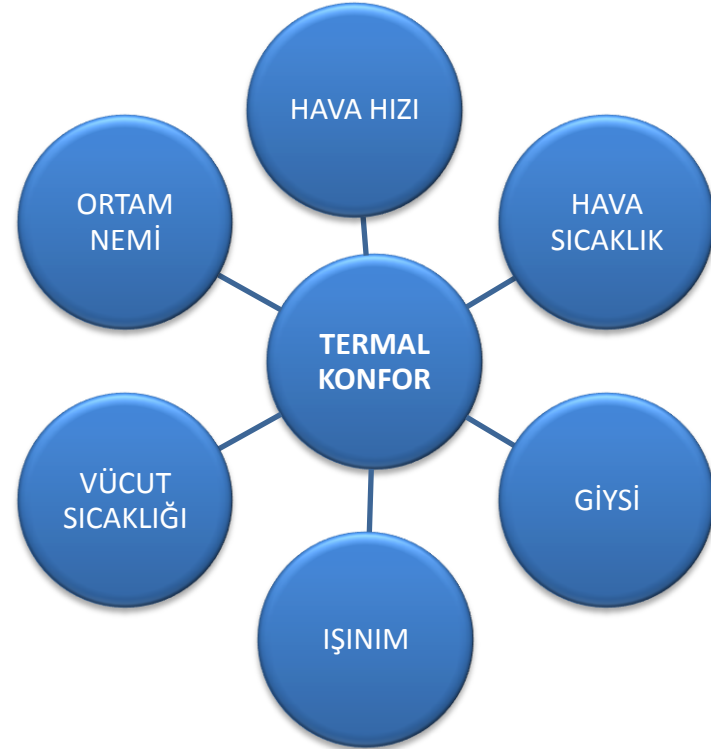 HAVA HIZI
ORTAM
NEMİ
HAVA
SICAKLIK
TERMAL
KONFOR
VÜCUT
SICAKLIĞI
GİYSİ
IŞINIM